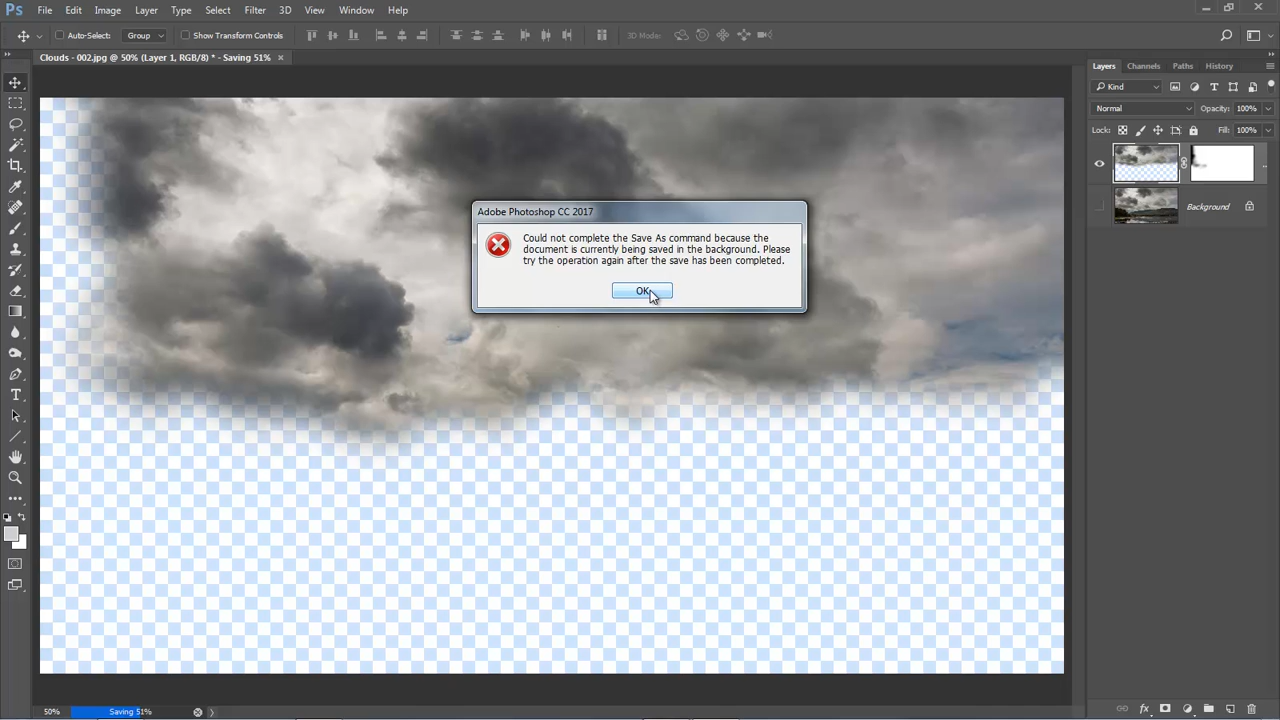 Ps File Edit Image Layer Type Select Filter 3D View Window Help
Auto-Select: Group Show Transform Controls 3D Mode:
Clouds - 002.jpg @ 50% (Layer 1, RGB/8) * - Saving 51% ×
Layers Channels Paths History
Kind
Normal Opacity: 100%
Lock: Fill: 100%
Background
Adobe Photoshop CC 2017
Could not complete the Save As command because the
document is currently being saved in the background. Please
try the operation again after the save has been completed.
OK
50% Saving 51%